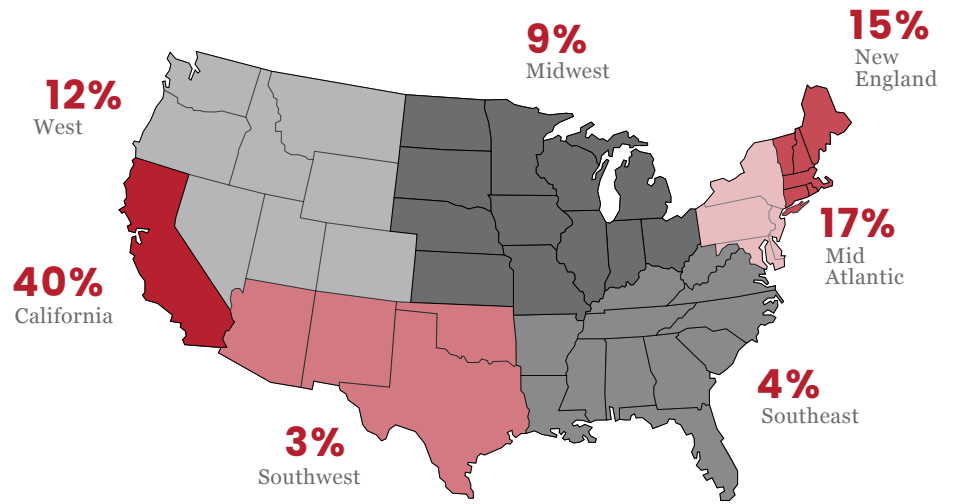 15%
New
England
9%
Midwest
12%
West
17%
Mid
Atlantic
40%
California
4%
Southeast
3%
Southwest